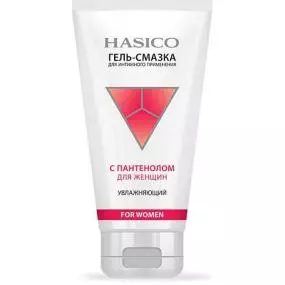 HASICO
ГЕЛЬ-СМАЗКА
ДЛЯ ИНТИМНОГО ПРИМЕНЕНИЯ
С ПАНТЕНОЛОМ
ДЛЯ ЖЕНЩИН
УВЛАЖНЯЮЩИЙ
FOR WOMEN